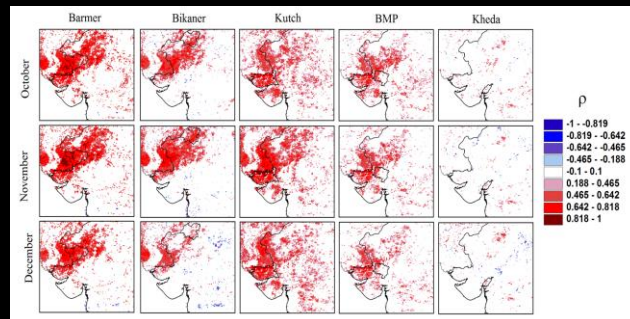 Barmer Bikaner Kutch BMP Kheda
October
November
December
ρ
-1 - -0.819
-0.819 - -0.642
-0.642 - -0.465
-0.465 - -0.188
-0.1 - 0.1
0.188 - 0.465
0.465 - 0.642
0.642 - 0.818
0.818 - 1